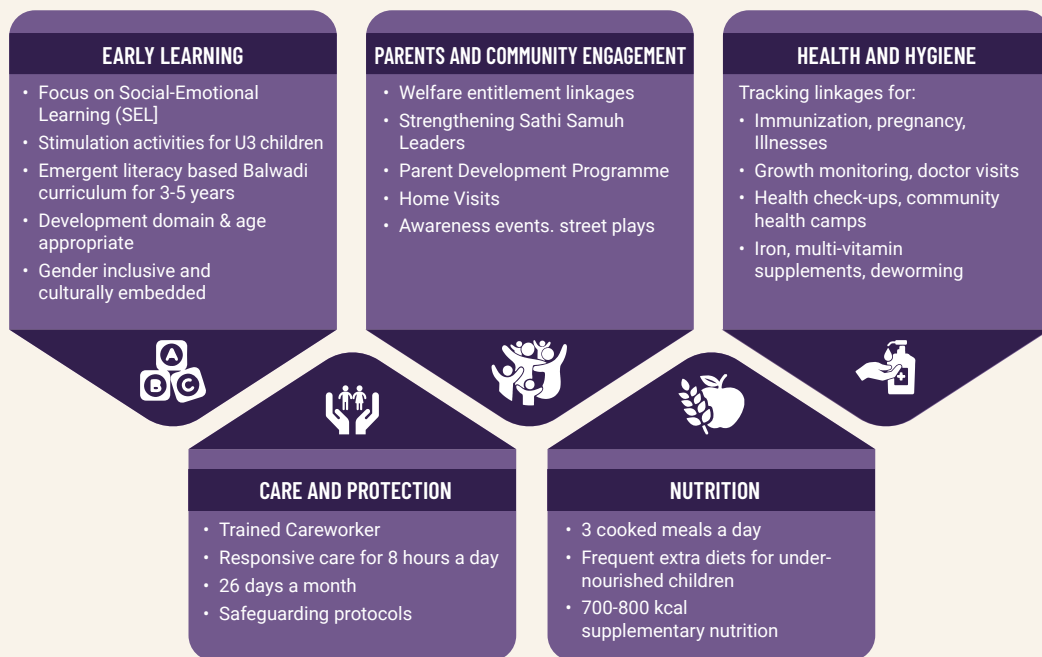 EARLY LEARNING
• Focus on Social-Emotional
Learning (SEL]
• Stimulation activities for U3 children
• Emergent literacy based Balwadi
curriculum for 3-5 years
• Development domain & age
appropriate
• Gender inclusive and
culturally embedded
A
B
C
PARENTS AND COMMUNITY ENGAGEMENT
• Welfare entitlement linkages
• Strengthening Sathi Samuh
Leaders
• Parent Development Programme
• Home Visits
• Awareness events. street plays
HEALTH AND HYGIENE
Tracking linkages for:
• Immunization, pregnancy,
Illnesses
• Growth monitoring, doctor visits
• Health check-ups, community
health camps
• Iron, multi-vitamin
supplements, deworming
CARE AND PROTECTION
• Trained Careworker
• Responsive care for 8 hours a day
• 26 days a month
• Safeguarding protocols
NUTRITION
• 3 cooked meals a day
• Frequent extra diets for under-
nourished children
• 700-800 kcal
supplementary nutrition